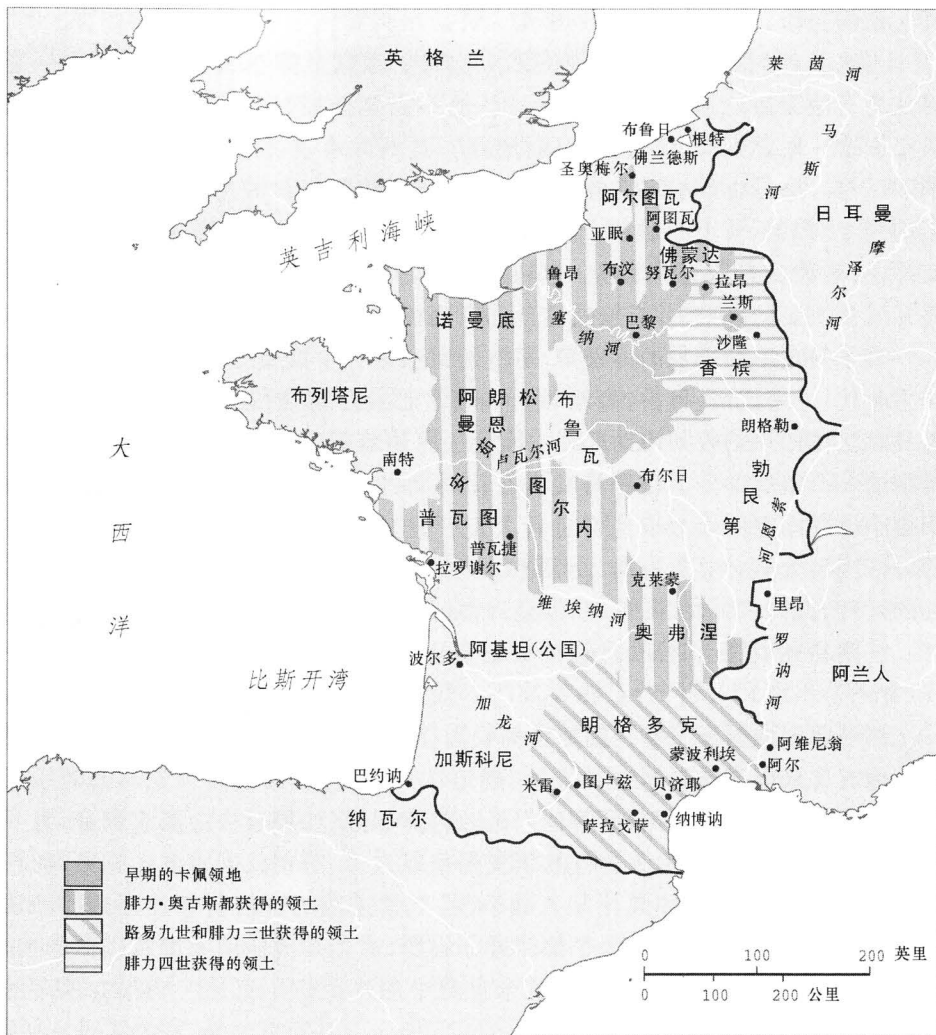 英格兰
莱茵河
马斯河
布鲁日
根特
佛兰德斯
圣奥梅尔
阿尔图瓦
阿图瓦
日耳曼
摩泽尔河
英吉利海峡
亚眠
佛蒙达
鲁昂
布汶
努瓦尔
拉昂
兰斯
诺曼底
塞纳河
巴黎
沙隆
香槟
布列塔尼
阿朗松
曼恩
布鲁瓦
朗格勒
安茹
卢瓦尔河
大西洋
南特
布尔日
勃艮第
索恩河
图尔内
普瓦图
普瓦捷
拉罗谢尔
克莱蒙
里昂
维埃纳河
奥弗涅
罗讷河
阿基坦(公国)
波尔多
阿兰人
比斯开湾
加龙河
朗格多克
阿维尼翁
加斯科尼
蒙波利埃
阿尔
巴约讷
米雷
图卢兹
贝济耶
纳瓦尔
萨拉戈萨
纳博讷
早期的卡佩领地
腓力·奥古斯都获得的领土
路易九世和腓力三世获得的领土
腓力四世获得的领土
0 100 200 英里
0 100 200 公里